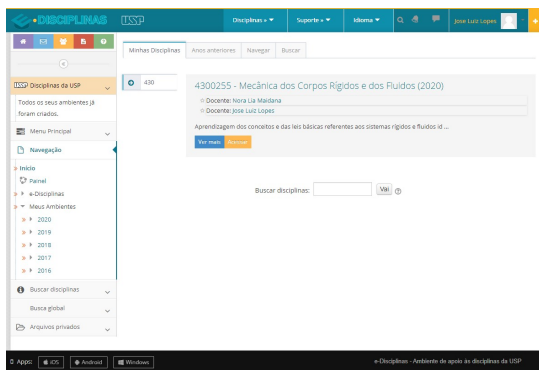 e-DISCIPLINAS USP Disciplinas » Suporte » Idioma Jose Luiz Lopes
Minhas Disciplinas Anos anteriores Navegar Buscar
USP Disciplinas da USP
Todos os seus ambientes já
foram criados.
Menu Principal
Navegação
Início
Painel
e-Disciplinas
Meus Ambientes
2020
2019
2018
2017
2016
Buscar disciplinas
Busca global
Arquivos privados
430
4300255 - Mecânica dos Corpos Rígidos e dos Fluidos (2020)
Docente: Nora Lia Maidana
Docente: Jose Luiz Lopes
Aprendizagem dos conceitos e das leis básicas referentes aos sistemas rígidos e fluidos id ...
Ver mais Acessar
Buscar disciplinas: Vai
Apps: iOS Android Windows e-Disciplinas - Ambiente de apoio às disciplinas da USP